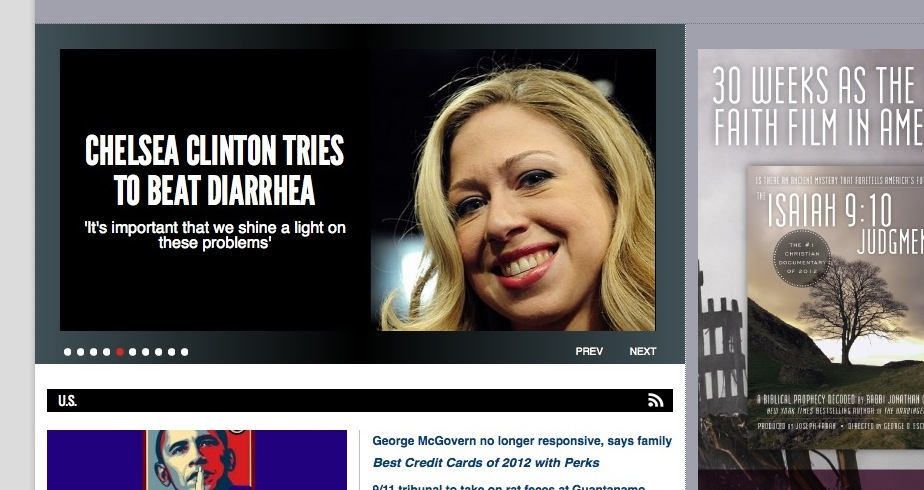 CHELSEA CLINTON TRIES
TO BEAT DIARRHEA
'It's important that we shine a light on
these problems'
PREV NEXT
U.S.
George McGovern no longer responsive, says family
Best Credit Cards of 2012 with Perks
9/11 tribunal to take on rat feces at Guantanamo
30 WEEKS AS THE
FAITH FILM IN AME
IS THERE AN ANCIENT MYSTERY THAT FORETELLS AMERICA'S
THE ISAIAH 9:10
JUDGMEN
THE #1
CHRISTIAN
DOCUMENTARY
OF 2012
A BIBLICAL PROPHECY DECODED BY RABBI JONATHAN
NEW YORK TIMES BESTSELLING AUTHOR OF THE HARBINGE
PRODUCED BY JOSEPH FARAH • DIRECTED BY GEORGE D. ESC